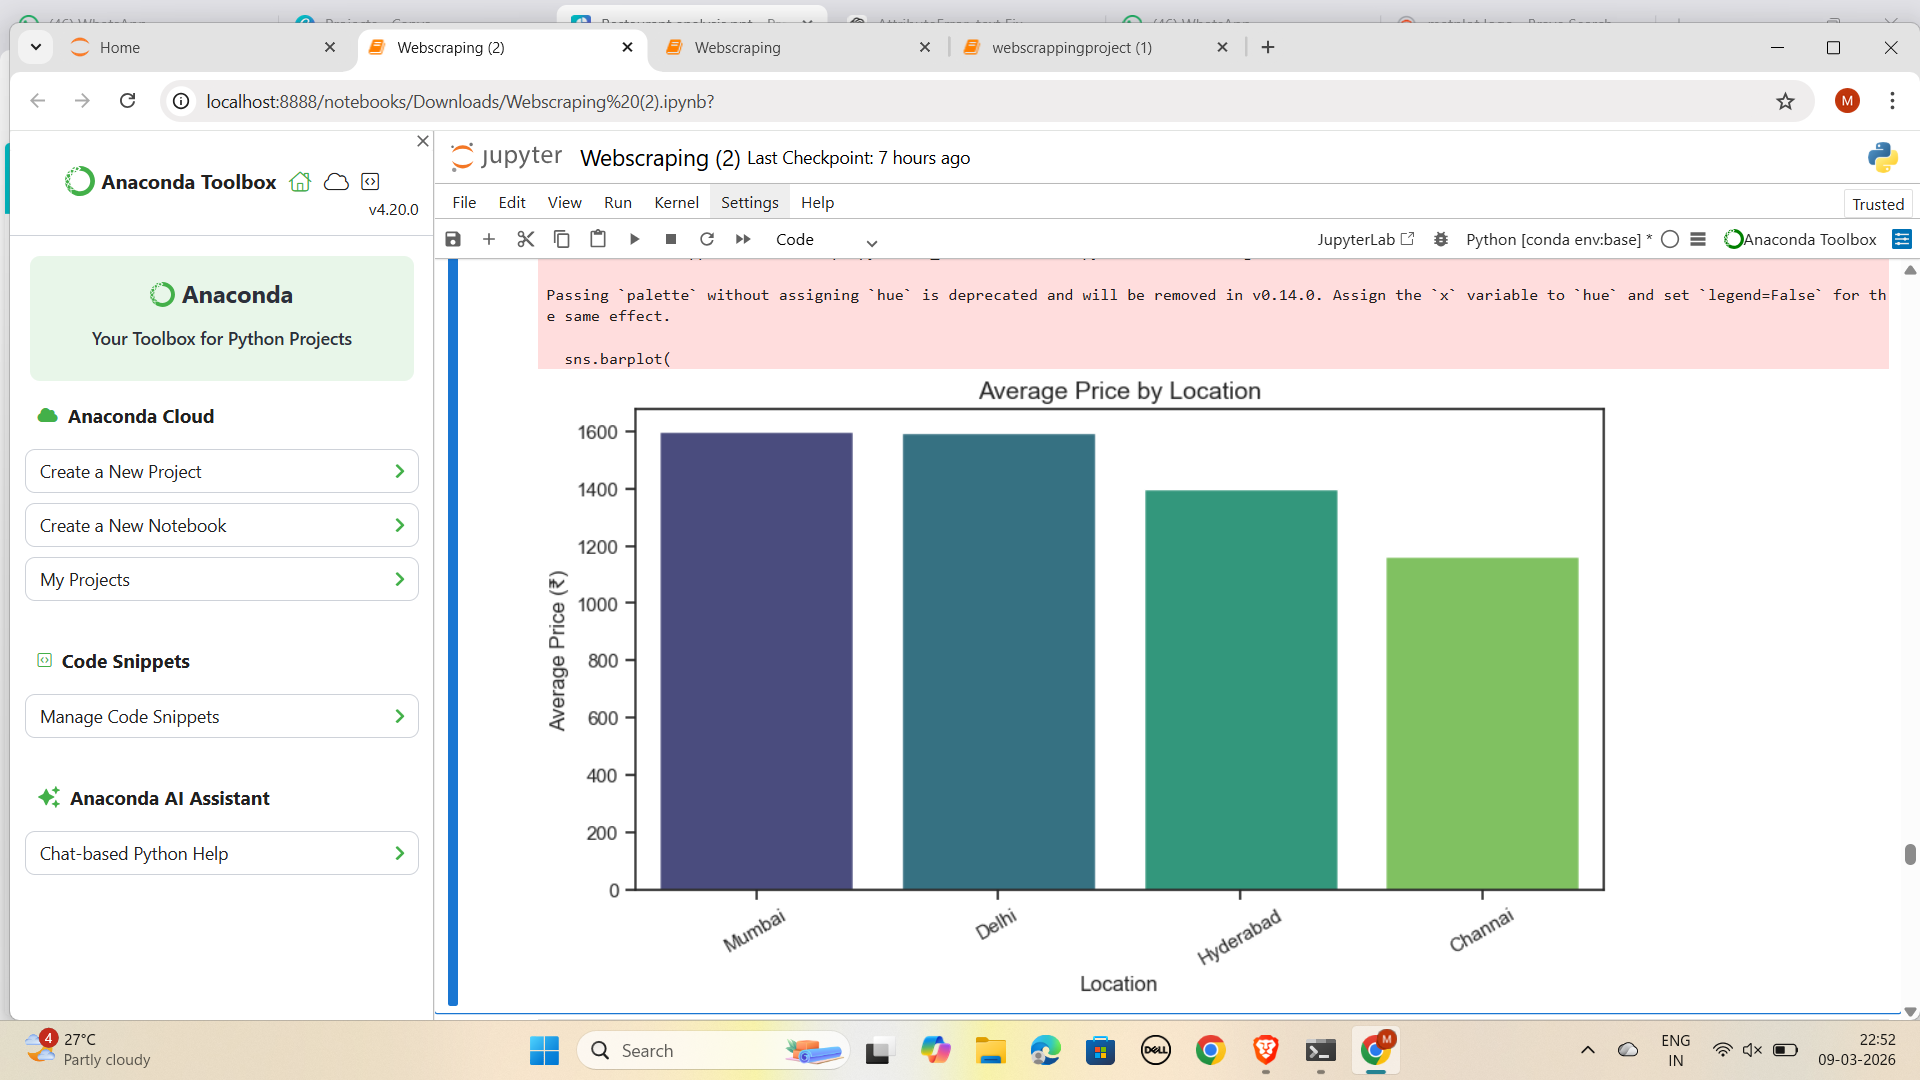 Home
Webscraping (2)
Webscraping
webscrappingproject (1)
localhost:8888/notebooks/Downloads/Webscraping%20(2).ipynb?
M
Anaconda Toolbox
v4.20.0
Anaconda
Your Toolbox for Python Projects
Anaconda Cloud
Create a New Project
Create a New Notebook
My Projects
Code Snippets
Manage Code Snippets
Anaconda AI Assistant
Chat-based Python Help
jupyter Webscraping (2) Last Checkpoint: 7 hours ago
File Edit View Run Kernel Settings Help
Trusted
Code
JupyterLab
Python [conda env:base] *
Anaconda Toolbox
Passing `palette` without assigning `hue` is deprecated and will be removed in v0.14.0. Assign the `x` variable to `hue` and set `legend=False` for th
e same effect.
sns.barplot(
Average Price by Location
Average Price (₹)
1600
1400
1200
1000
800
600
400
200
0
Mumbai
Delhi
Hyderabad
Channai
Location
4
27°C
Partly cloudy
Search
DELL
M
ENG
IN
22:52
09-03-2026